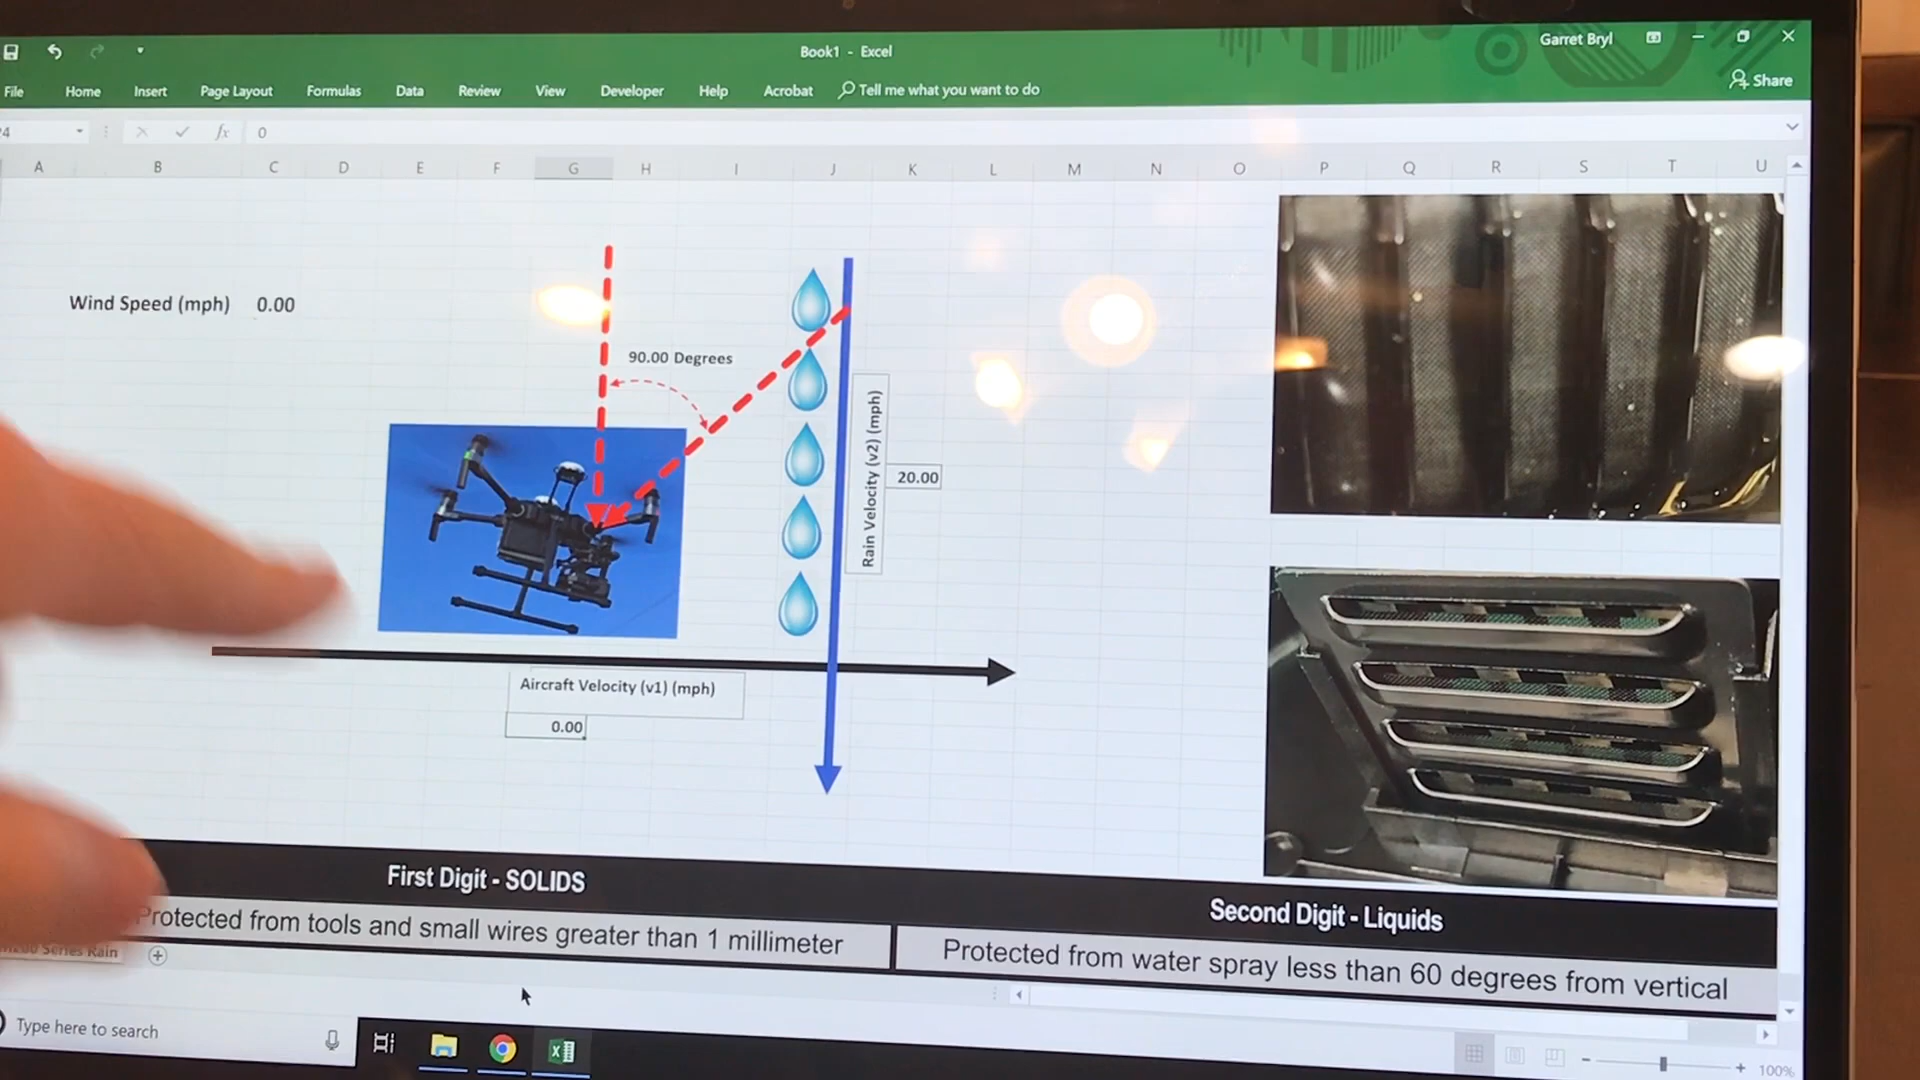 Book1 - Excel
Garret Bryl
File Home Insert Page Layout Formulas Data Review View Developer Help Acrobat Tell me what you want to do
Share
4 fx 0
A B C D E F G H I J K L M N O P Q R S T U
Wind Speed (mph) 0.00
90.00 Degrees
Rain Velocity (v2) (mph)
20.00
Aircraft Velocity (v1) (mph)
0.00
First Digit - SOLIDS
Second Digit - Liquids
Protected from tools and small wires greater than 1 millimeter
Protected from water spray less than 60 degrees from vertical
Series Rain
Type here to search
100%